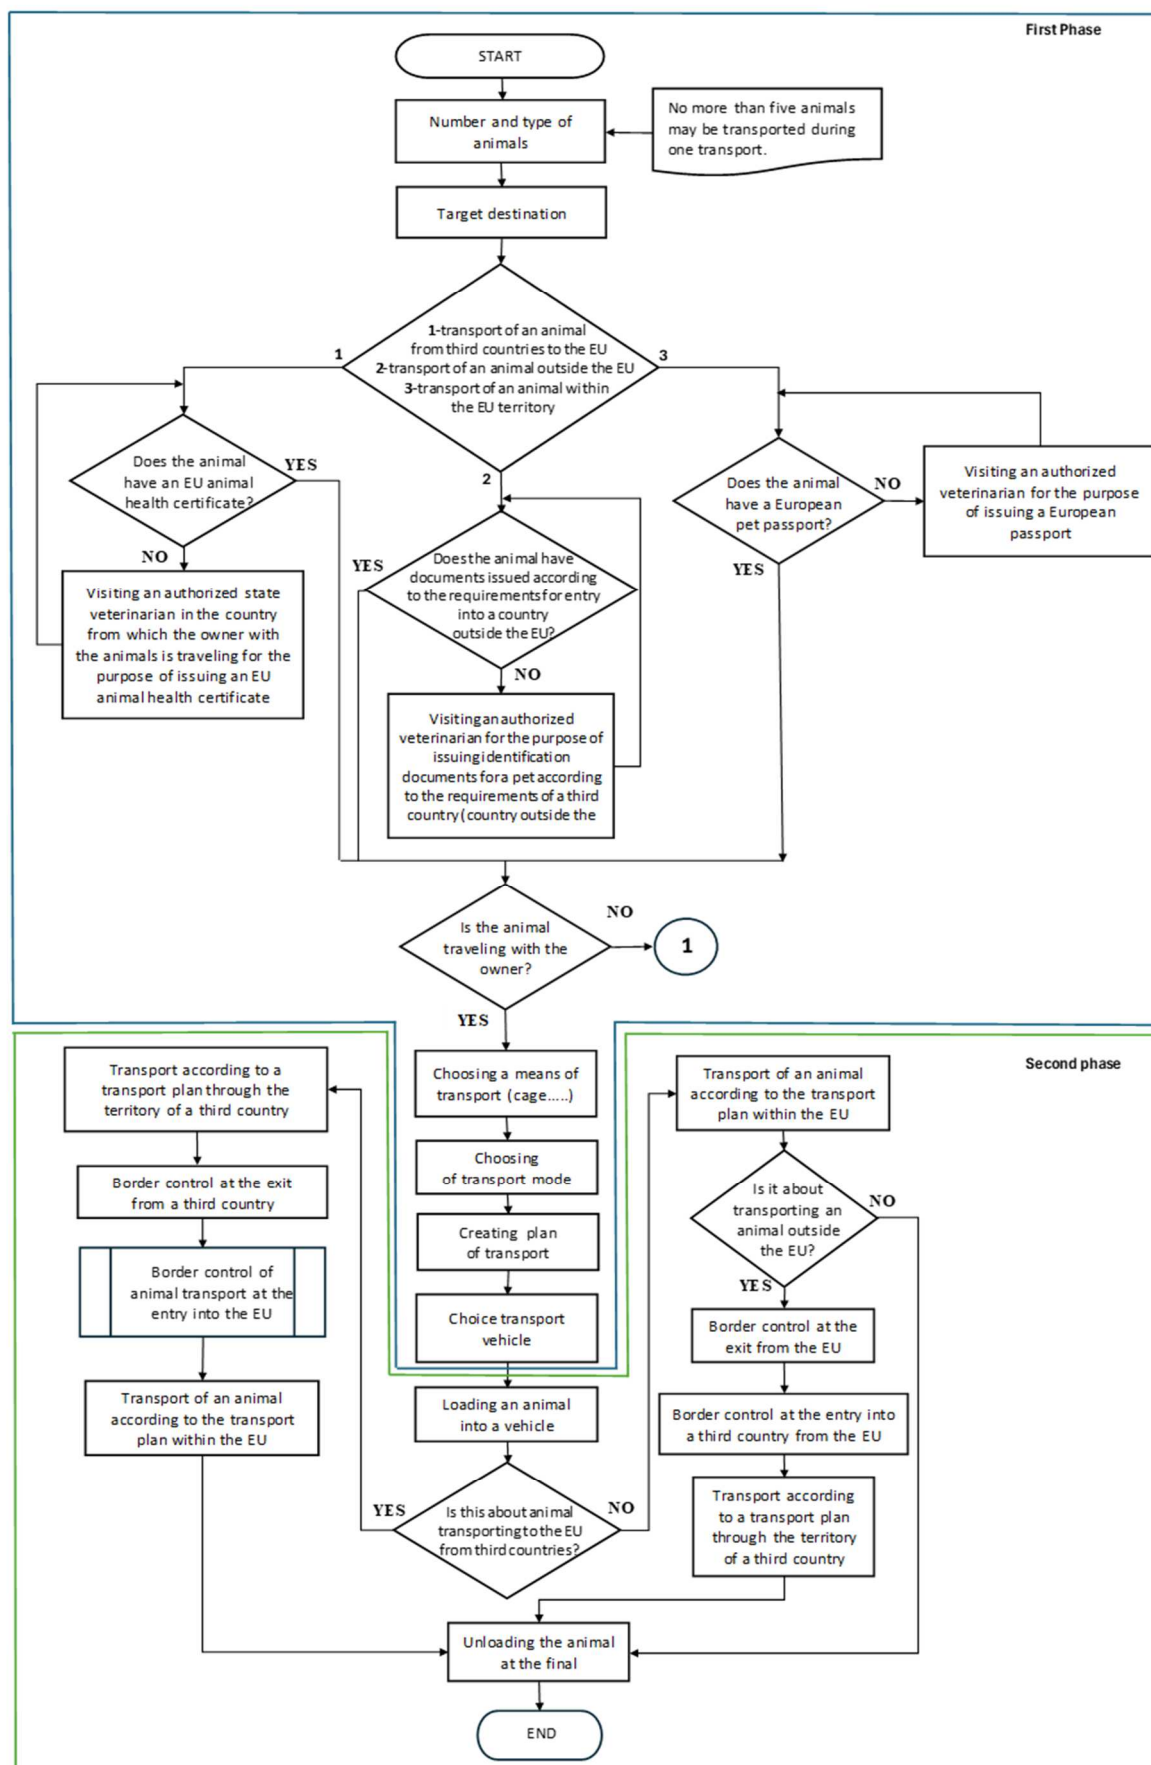 First Phase
START
Number and type of
animals
No more than five animals
may be transported during
one transport.
Target destination
1-transport of an animal
from third countries to the EU
2-transport of an animal outside the EU
3-transport of an animal within
the EU territory
1
3
2
Does the animal
have an EU animal
health certificate?
YES
NO
Visiting an authorized state
veterinarian in the country
from which the owner with
the animals is traveling for the
purpose of issuing an EU
animal health certificate
Does the animal have
documents issued according
to the requirements for entry
into a country
outside the EU?
YES
NO
Visiting an authorized
veterinarian for the purpose of
issuing identification
documents for a pet according
to the requirements of a third
country (country outside the
Does the animal
have a European
pet passport?
NO
YES
Visiting an authorized
veterinarian for the purpose
of issuing a European
passport
Is the animal
traveling with the
owner?
NO
1
YES
Second phase
Choosing a means of
transport (cage.....)
Choosing
of transport mode
Creating plan
of transport
Choice transport
vehicle
Loading an animal
into a vehicle
Is this about animal
transporting to the EU
from third countries?
YES
NO
Transport according to a
transport plan through the
territory of a third country
Border control at the exit
from a third country
Border control of
animal transport at the
entry into the EU
Transport of an animal
according to the transport
plan within the EU
Transport of an animal
according to the transport
plan within the EU
Is it about
transporting an
animal outside
the EU?
NO
YES
Border control at the
exit from the EU
Border control at the entry into
a third country from the EU
Transport according
to a transport plan
through the territory
of a third country
Unloading the animal
at the final
END